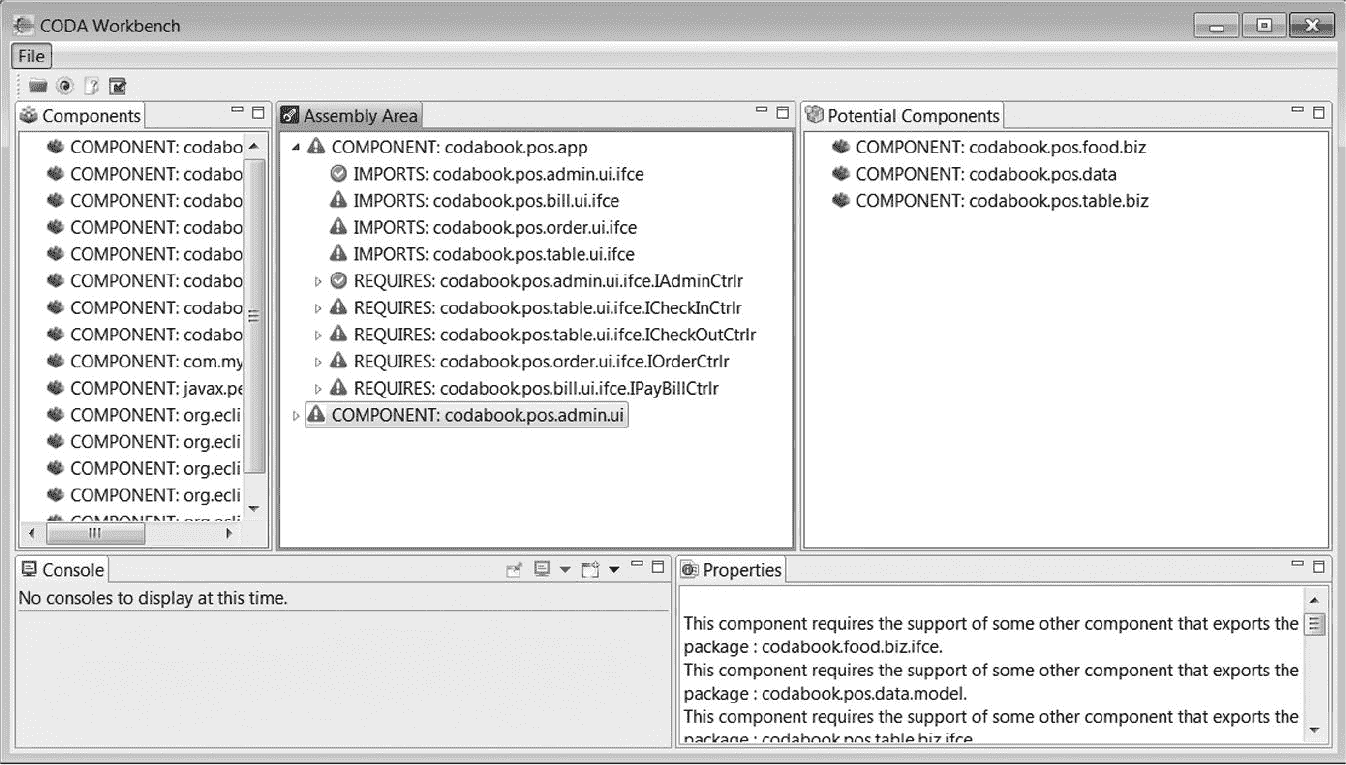 CODA Workbench
File
Components
COMPONENT: codabo
COMPONENT: codabo
COMPONENT: codabo
COMPONENT: codabo
COMPONENT: codabo
COMPONENT: codabo
COMPONENT: codabo
COMPONENT: codabo
COMPONENT: com.my
COMPONENT: javax.pe
COMPONENT: org.ecli
COMPONENT: org.ecli
COMPONENT: org.ecli
COMPONENT: org.ecli
COMPONENT: org.ecli
Assembly Area
COMPONENT: codabook.pos.app
IMPORTS: codabook.pos.admin.ui.ifce
IMPORTS: codabook.pos.bill.ui.ifce
IMPORTS: codabook.pos.order.ui.ifce
IMPORTS: codabook.pos.table.ui.ifce
REQUIRES: codabook.pos.admin.ui.ifce.IAdminCtrlr
REQUIRES: codabook.pos.table.ui.ifce.ICheckInCtrlr
REQUIRES: codabook.pos.table.ui.ifce.ICheckOutCtrlr
REQUIRES: codabook.pos.order.ui.ifce.IOrderCtrlr
REQUIRES: codabook.pos.bill.ui.ifce.IPayBillCtrlr
COMPONENT: codabook.pos.admin.ui
Potential Components
COMPONENT: codabook.pos.food.biz
COMPONENT: codabook.pos.data
COMPONENT: codabook.pos.table.biz
Console
No consoles to display at this time.
Properties
This component requires the support of some other component that exports the
package : codabook.food.biz.ifce.
This component requires the support of some other component that exports the
package : codabook.pos.data.model.
This component requires the support of some other component that exports the
package : codabook.pos.table.biz.ifce.